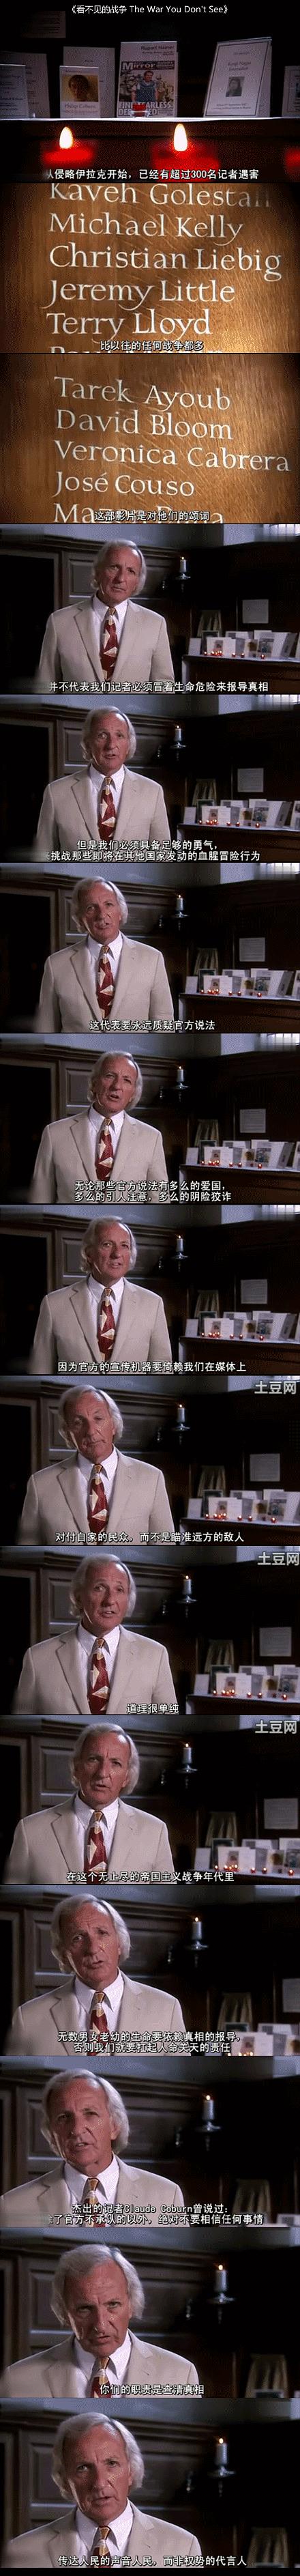 《看不见的战争 The War You Don't See》
Mirror
侵略伊拉克开始，已经有超过300名记者遇害
Kaveh Golestan
Michael Kelly
Christian Liebig
Jeremy Little
Terry Lloyd
比以往的任何战争都多
Tarek Ayoub
David Bloom
Veronica Cabrera
José Couso
这部影片是对他们的颂词
并不代表我们记者必须冒着生命危险来报导真相
但是我们必须具备足够的勇气，
挑战那些即将在其他国家发动的血腥冒险行为
这代表要永远质疑官方说法
无论那些官方说法有多么的爱国，
多么的引人注意，多么的阴险狡诈
因为官方的宣传机器要倚赖我们在媒体上
土豆网
对付自家的民众，而不是瞄准远方的敌人
土豆网
道理很单纯
土豆网
在这个无止尽的帝国主义战争年代里
无数男女老幼的生命要依赖真相的报导，
否则我们就要扛起人命关天的责任
杰出的记者Claude Coburn曾说过：
了官方不承认的以外，绝对不要相信任何事情
你们的职责是查清真相
传达人民的声音人民，而非权势的代言人